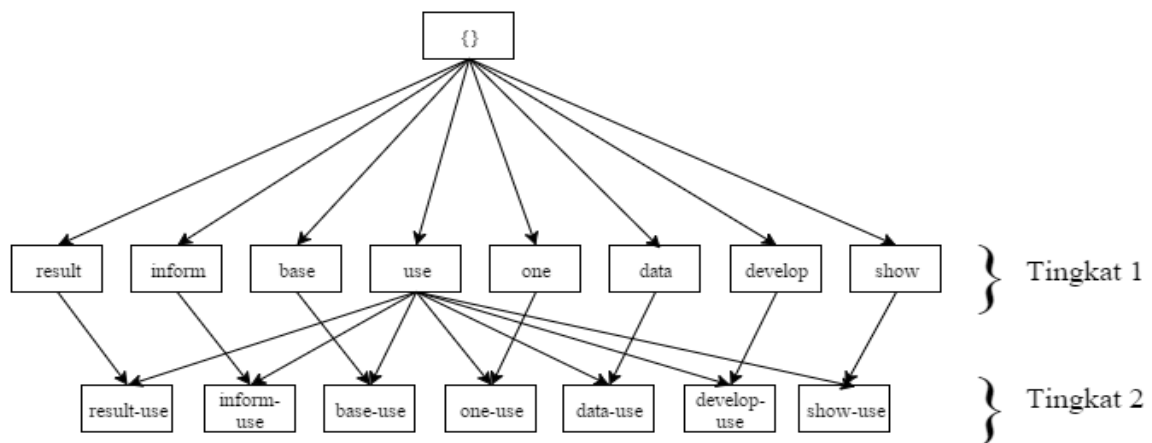 {}
result
inform
base
use
one
data
develop
show
Tingkat 1
result-use
inform-
use
base-use
one-use
data-use
develop-
use
show-use
Tingkat 2